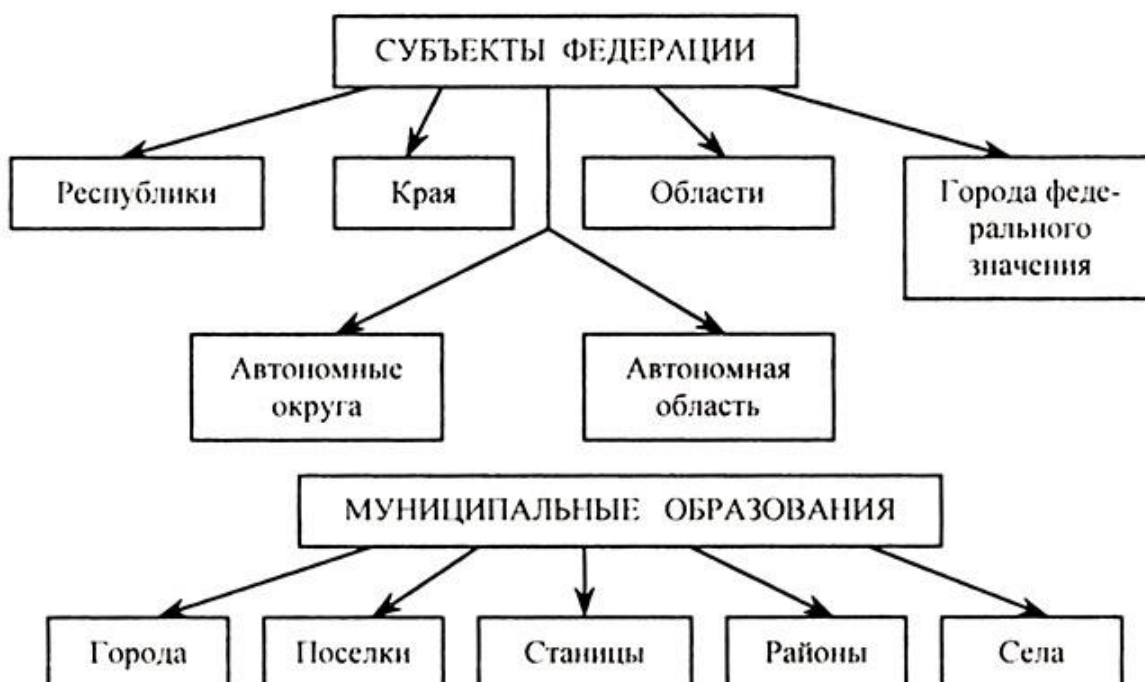 СУБЪЕКТЫ ФЕДЕРАЦИИ
Республики
Края
Области
Города феде-
рального
значения
Автономные
округа
Автономная
область
МУНИЦИПАЛЬНЫЕ ОБРАЗОВАНИЯ
Города
Поселки
Станицы
Районы
Села